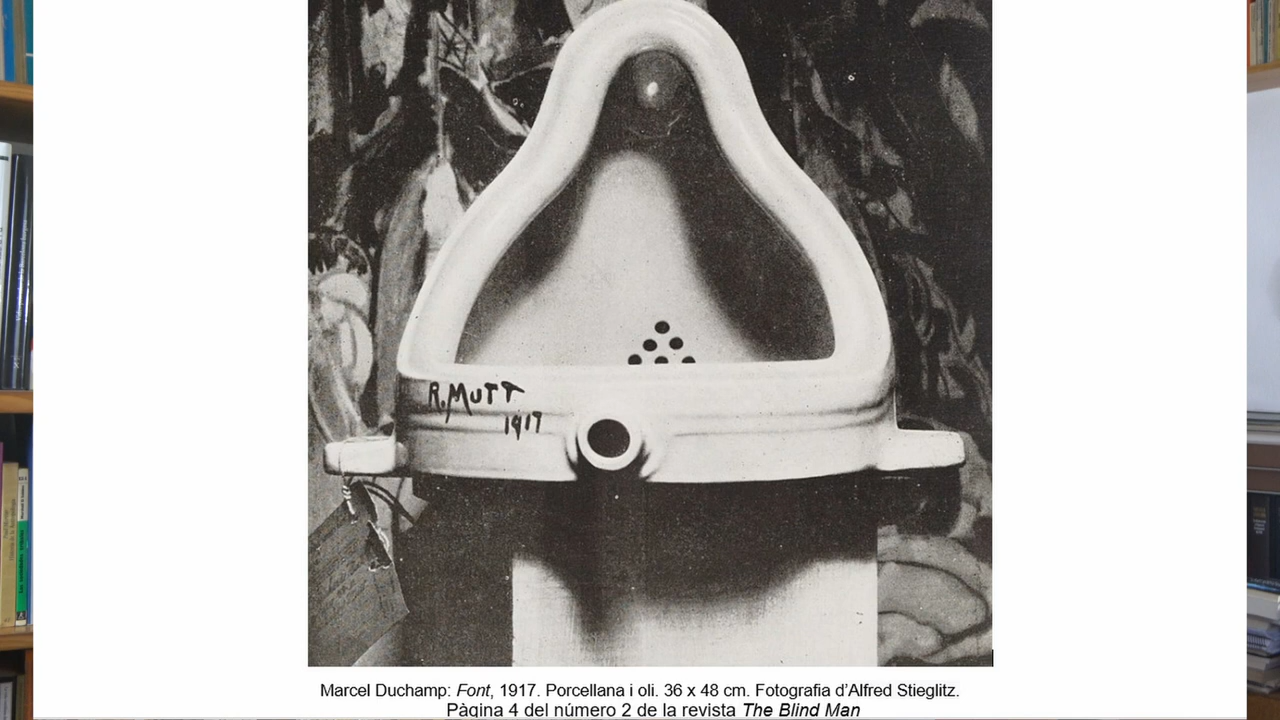 R. MUTT
1917
Marcel Duchamp: Font, 1917. Porcellana i oli. 36 x 48 cm. Fotografia d’Alfred Stieglitz.
Pàgina 4 del número 2 de la revista The Blind Man